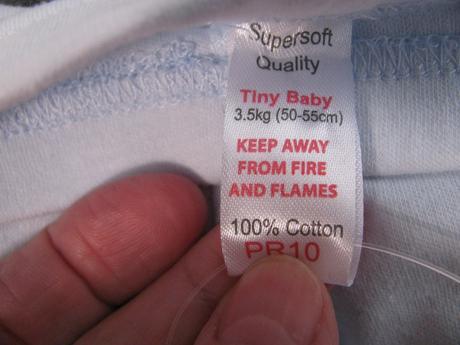 Supersoft
Quality
Tiny Baby
3.5kg (50-55cm)
KEEP AWAY
FROM FIRE
AND FLAMES
100% Cotton
PR10